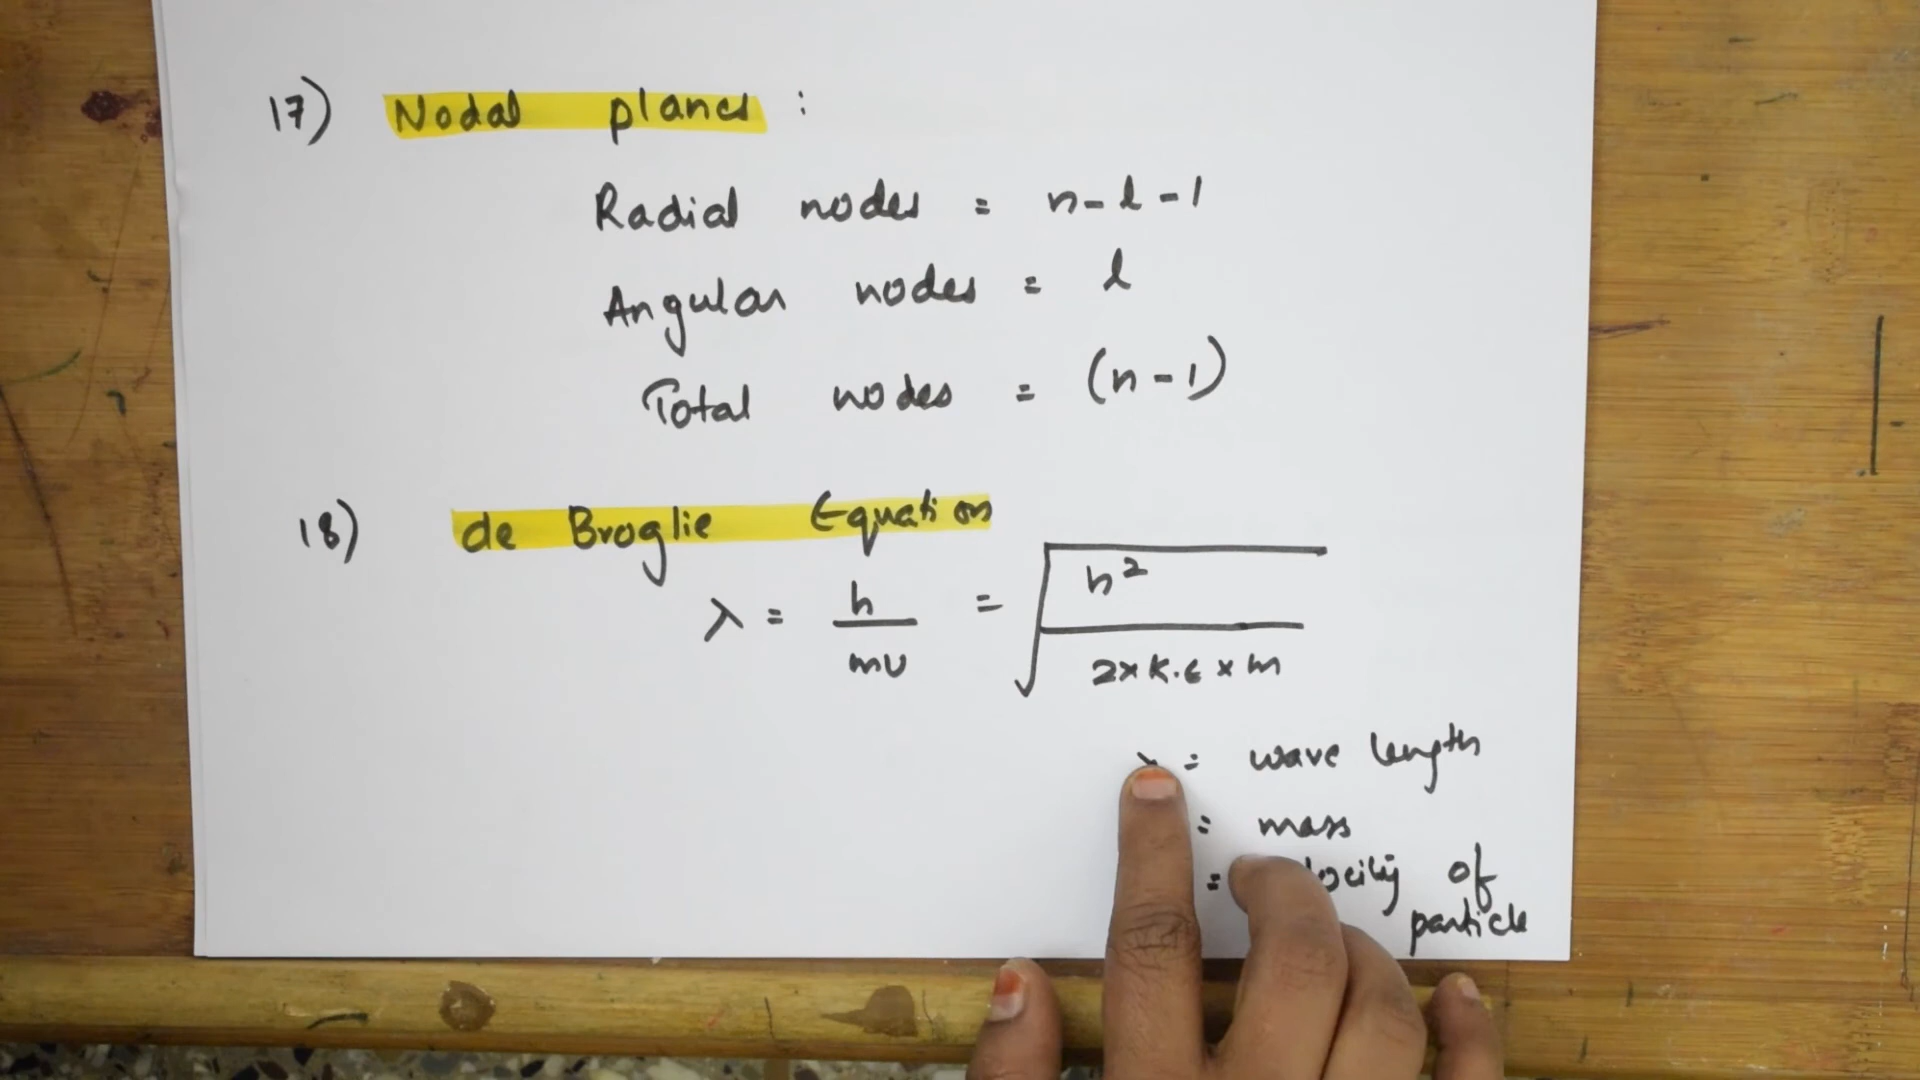 17) Nodal planes :
Radial nodes = n-l-1
Angular nodes = l
Total nodes = (n-1)
18) de Broglie Equation
λ = h/mv = √(h²/2×K.E×m)
λ = wave length
= mass
= of
particle